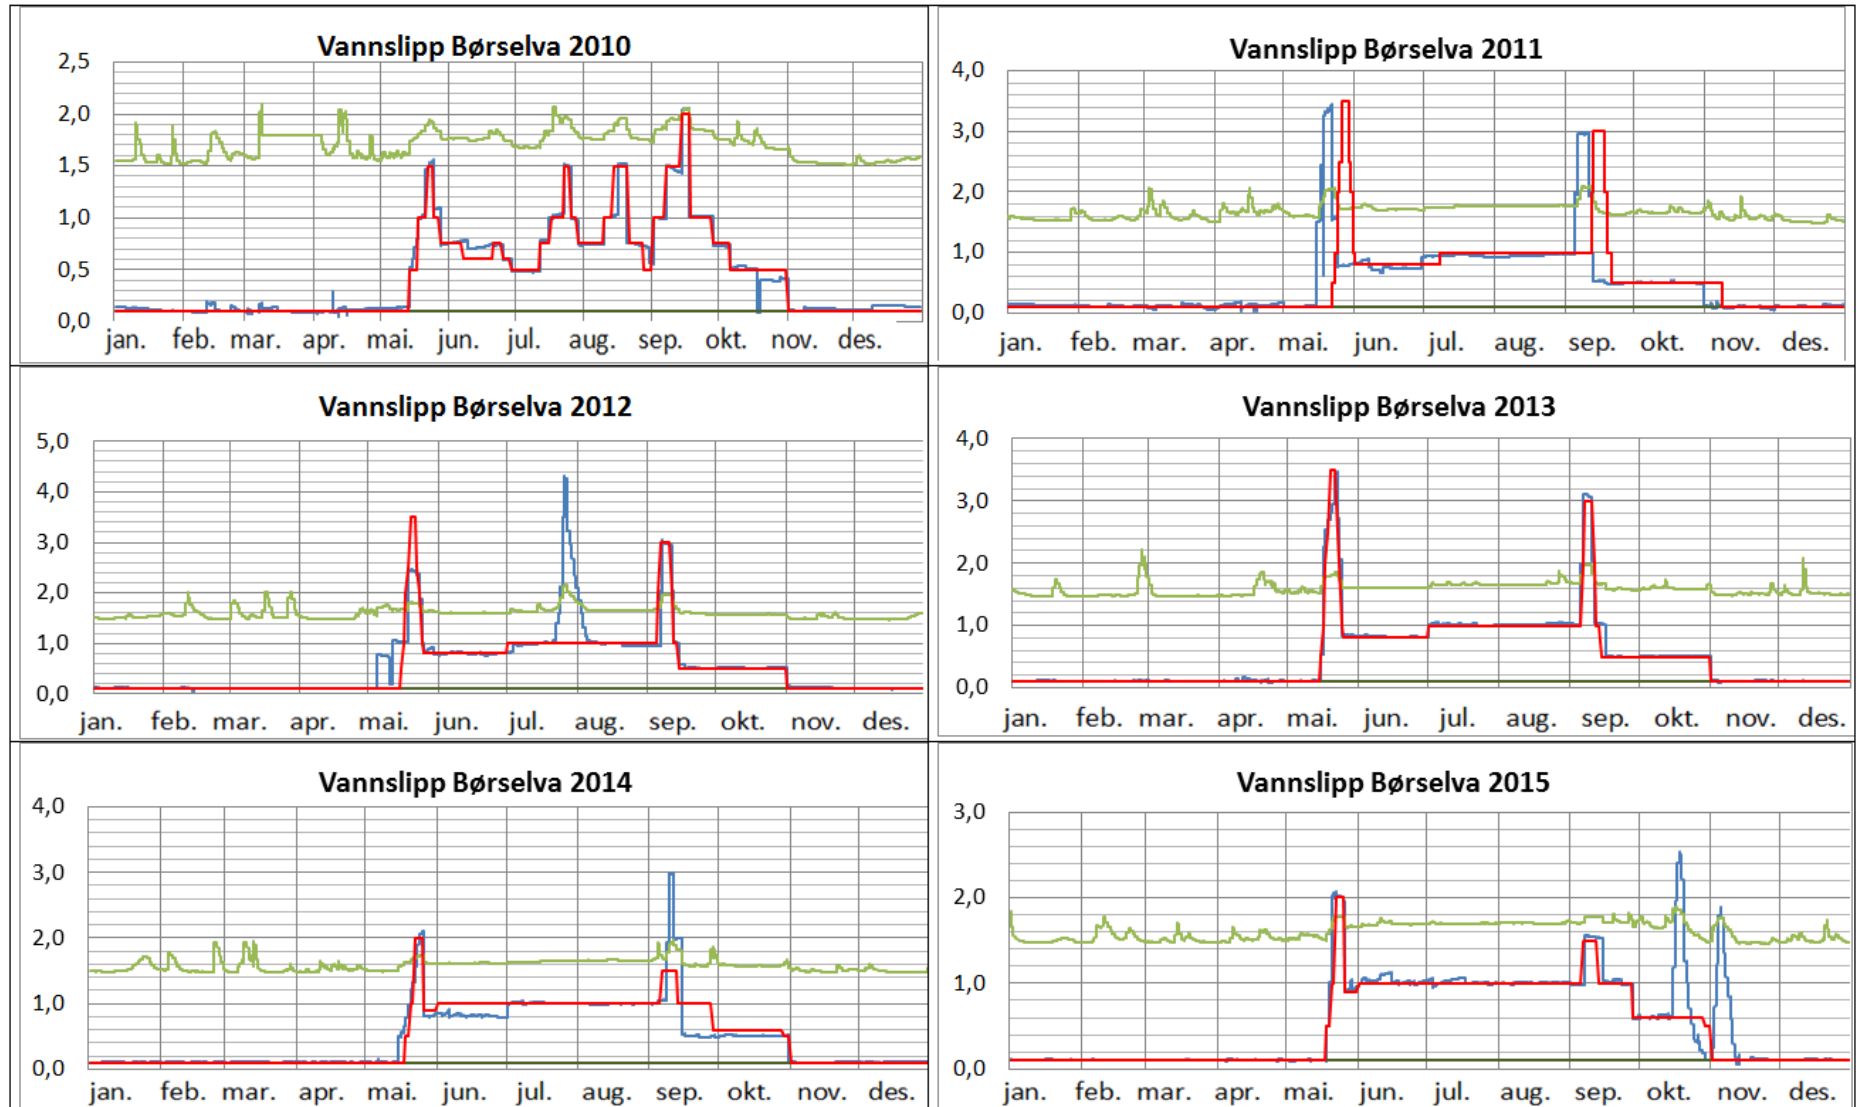 Vannslipp Børselva 2010
2,5
2,0
1,5
1,0
0,5
0,0
jan. feb. mar. apr. mai. jun. jul. aug. sep. okt. nov. des.
Vannslipp Børselva 2011
4,0
3,0
2,0
1,0
0,0
jan. feb. mar. apr. mai. jun. jul. aug. sep. okt. nov. des.
Vannslipp Børselva 2012
5,0
4,0
3,0
2,0
1,0
0,0
jan. feb. mar. apr. mai. jun. jul. aug. sep. okt. nov. des.
Vannslipp Børselva 2013
4,0
3,0
2,0
1,0
0,0
jan. feb. mar. apr. mai. jun. jul. aug. sep. okt. nov. des.
Vannslipp Børselva 2014
4,0
3,0
2,0
1,0
0,0
jan. feb. mar. apr. mai. jun. jul. aug. sep. okt. nov. des.
Vannslipp Børselva 2015
3,0
2,0
1,0
0,0
jan. feb. mar. apr. mai. jun. jul. aug. sep. okt. nov. des.